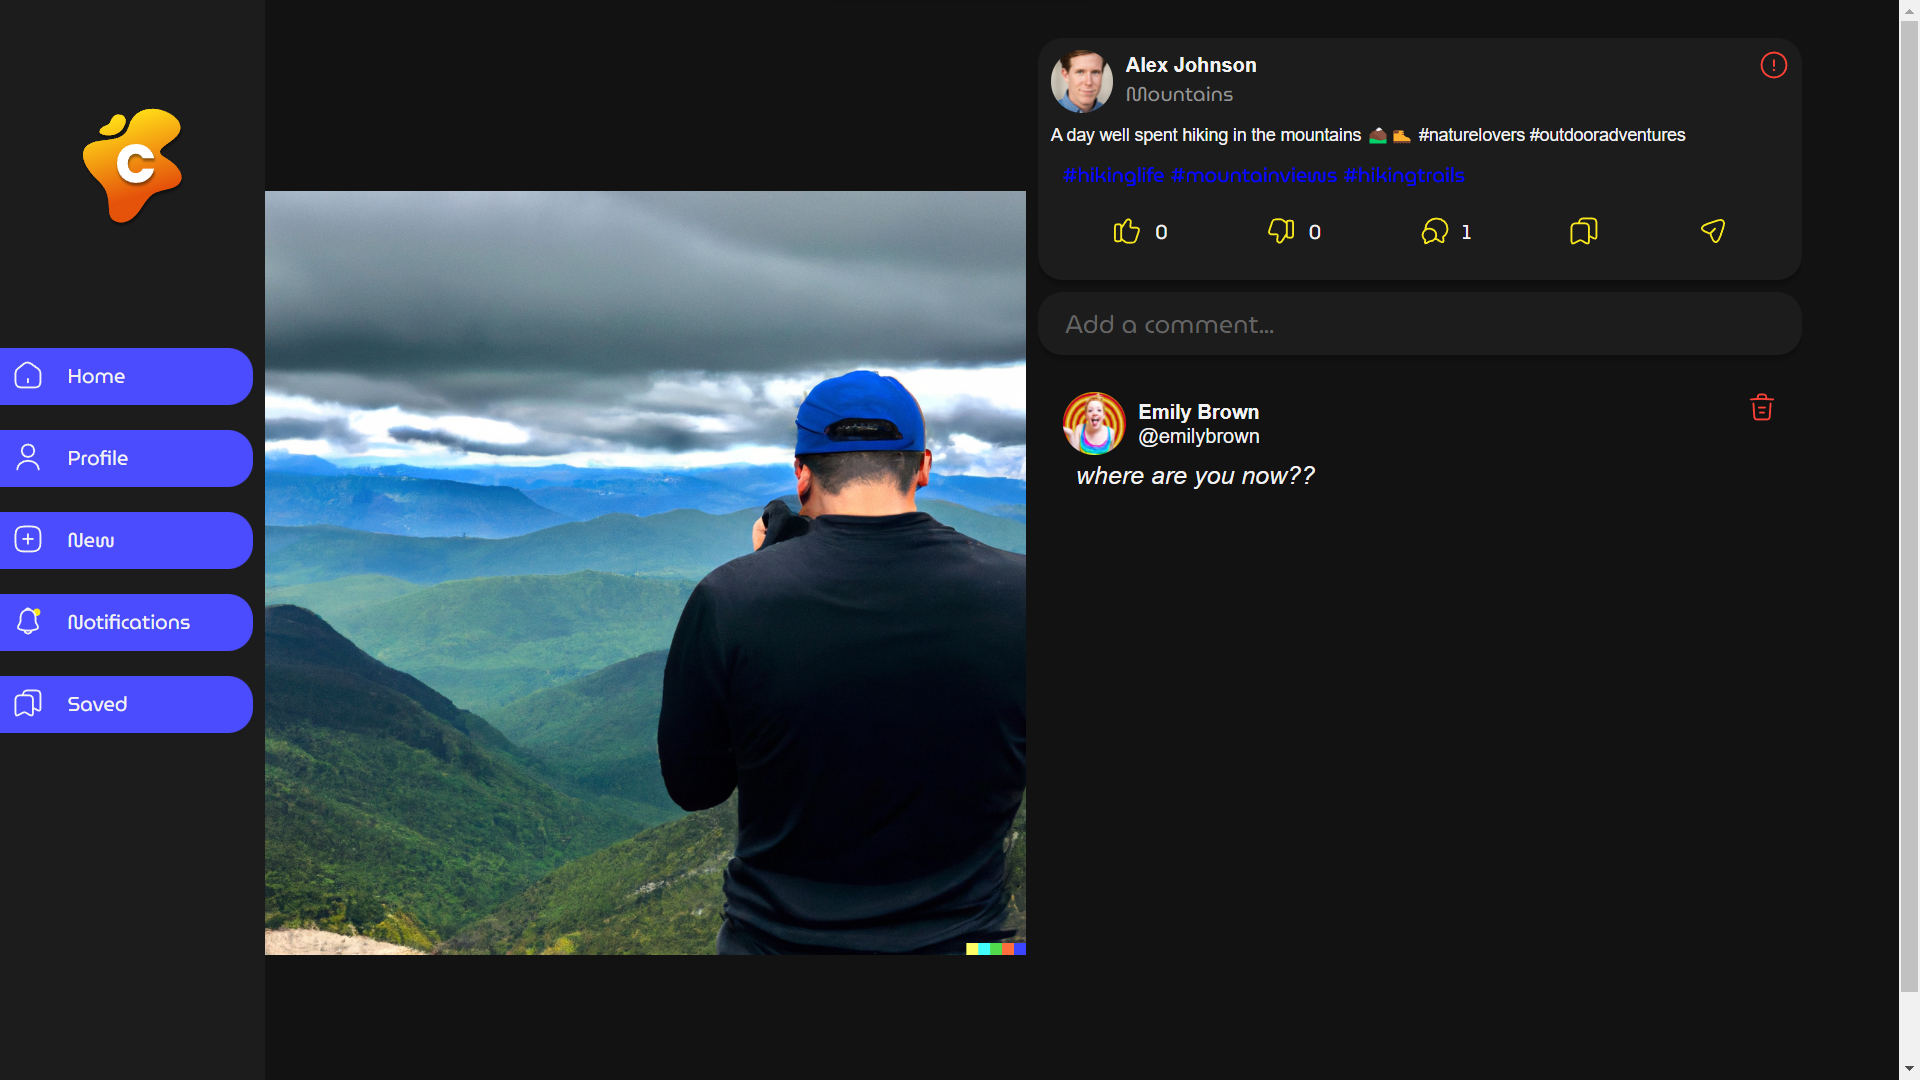 C
Home
Profile
New
Notifications
Saved
Alex Johnson
Mountains
A day well spent hiking in the mountains 🏔🥾 #naturelovers #outdooradventures
#hikinglife #mountainviews #hikingtrails
0
0
1
Add a comment...
Emily Brown
@emilybrown
where are you now??